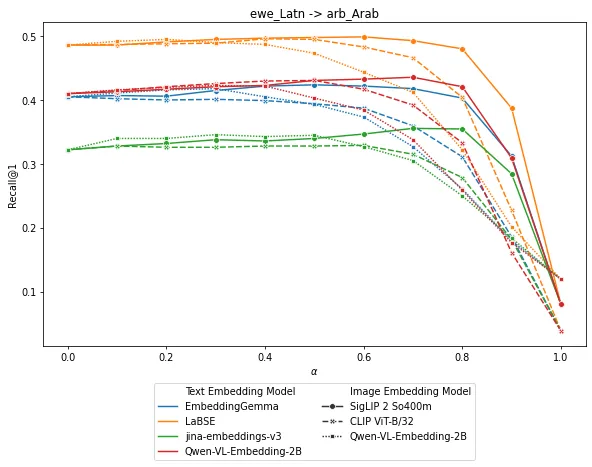 ewe_Latn -> arb_Arab
Recall@1
0.5
0.4
0.3
0.2
0.1
0.0 0.2 0.4 0.6 0.8 1.0
α
Text Embedding Model Image Embedding Model
EmbeddingGemma SigLIP 2 So400m
LaBSE CLIP ViT-B/32
jina-embeddings-v3 Qwen-VL-Embedding-2B
Qwen-VL-Embedding-2B